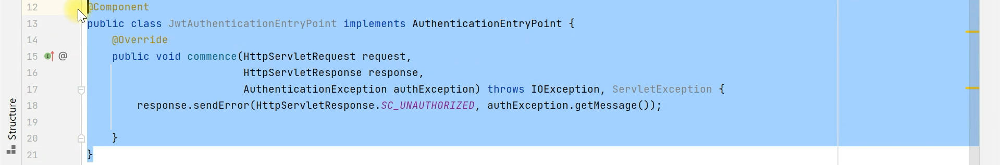 12 @Component
13 public class JwtAuthenticationEntryPoint implements AuthenticationEntryPoint {
14     @Override
15 @ public void commence(HttpServletRequest request,
16                          HttpServletResponse response,
17                          AuthenticationException authException) throws IOException, ServletException {
18         response.sendError(HttpServletResponse.SC_UNAUTHORIZED, authException.getMessage());
19
20     }
21 }
Structure